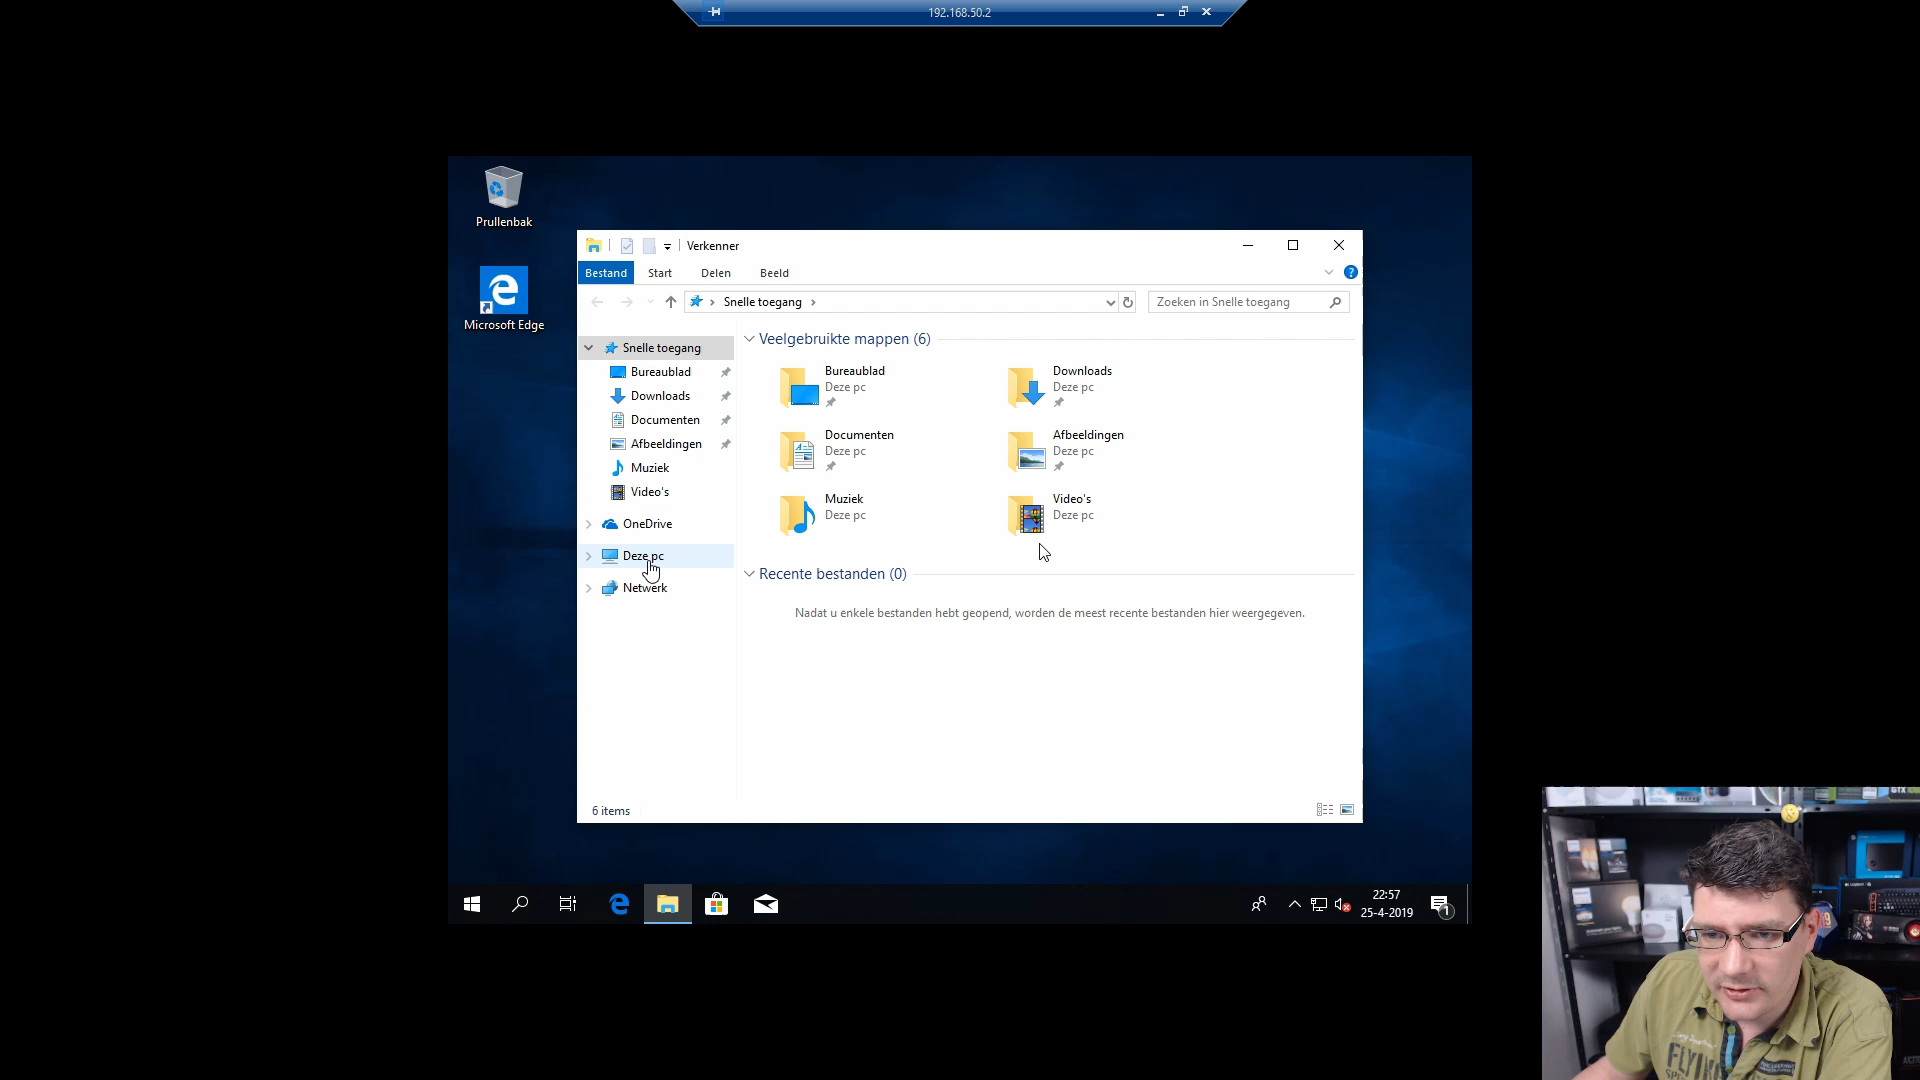 192.168.50.2
Prullenbak
Microsoft Edge
Verkenner
Bestand Start Delen Beeld
Snelle toegang
Zoeken in Snelle toegang
Snelle toegang
Bureaublad
Downloads
Documenten
Afbeeldingen
Muziek
Video's
OneDrive
Deze pc
Netwerk
Veelgebruikte mappen (6)
Bureaublad
Deze pc
Downloads
Deze pc
Documenten
Deze pc
Afbeeldingen
Deze pc
Muziek
Deze pc
Video's
Deze pc
Recente bestanden (0)
Nadat u enkele bestanden hebt geopend, worden de meest recente bestanden hier weergegeven.
6 items
22:57
25-4-2019
1